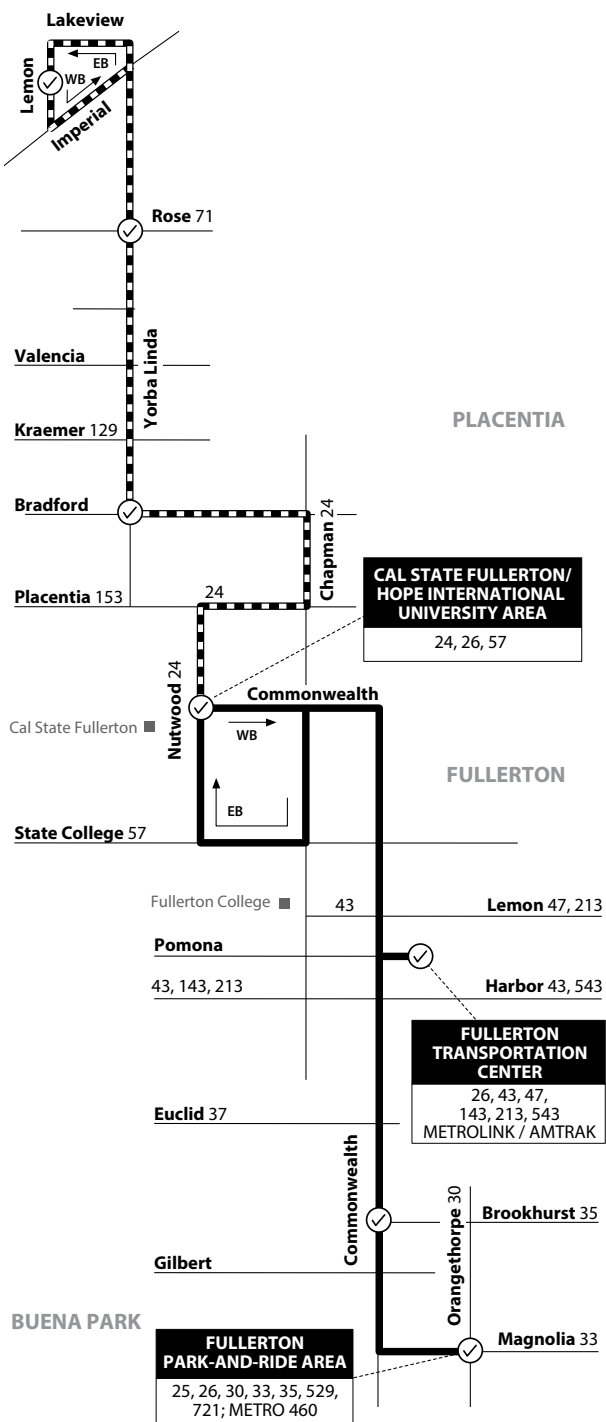 Lakeview
EB
WB
Lemon
Imperial
Rose 71
Yorba Linda
Valencia
Kraemer 129
PLACENTIA
Bradford
Chapman 24
Placentia 153
24
CAL STATE FULLERTON/
HOPE INTERNATIONAL
UNIVERSITY AREA
24, 26, 57
Nutwood 24
Commonwealth
Cal State Fullerton
WB
FULLERTON
EB
State College 57
Fullerton College
43
Lemon 47, 213
Pomona
43, 143, 213
Harbor 43, 543
FULLERTON
TRANSPORTATION
CENTER
26, 43, 47,
143, 213, 543
METROLINK / AMTRAK
Euclid 37
Commonwealth
Orangethorpe 30
Brookhurst 35
Gilbert
BUENA PARK
Magnolia 33
FULLERTON
PARK-AND-RIDE AREA
25, 26, 30, 33, 35, 529,
721; METRO 460